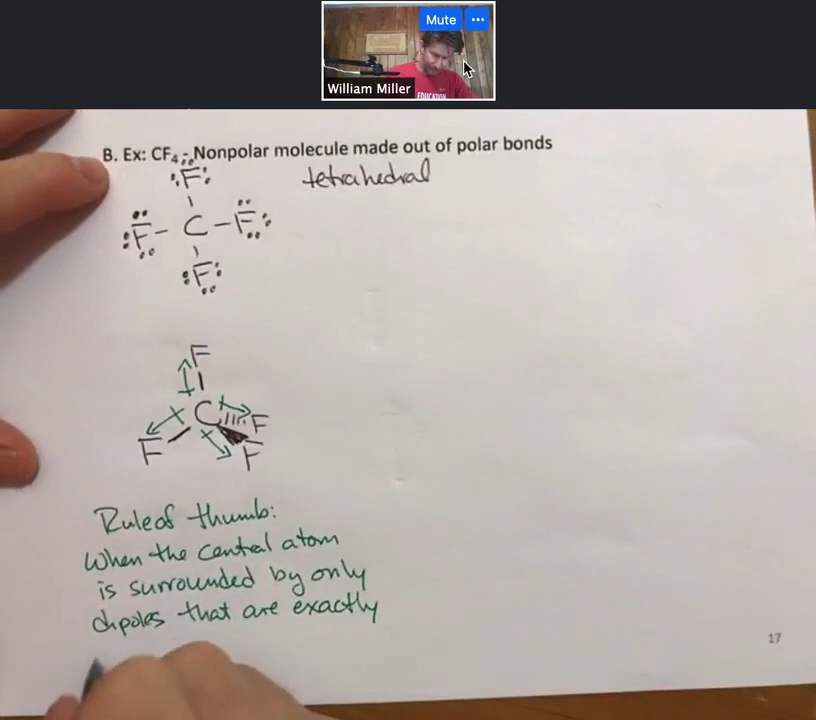 Mute
William Miller
EDUCATION
B. Ex: CF4 - Nonpolar molecule made out of polar bonds
tetrahedral
:F:
:F - C - F:
:F:
F
C
F
F
F
Rule of thumb:
When the central atom
is surrounded by only
dipoles that are exactly
17